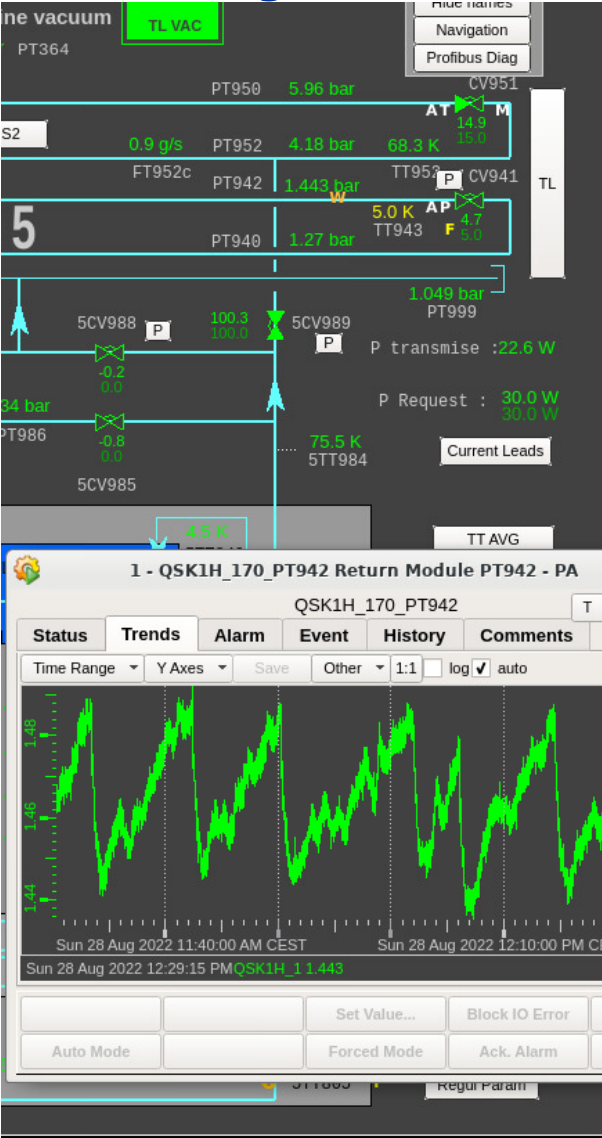 ine vacuum
TL VAC
PT364
Hide names
Navigation
Profibus Diag
PT950 5.96 bar CV951
AT M
14.9
15.0
S2
0.9 g/s PT952 4.18 bar 68.3 K
FT952c TT952 P CV941
PT942 1.443 bar
W
TL
5.0 K AP
4.7
TT943 F 5.0
5
PT940 1.27 bar
1.049 bar
PT999
5CV988 P 100.3 5CV989
100.0 P
P transmise :22.6 W
-0.2
0.0
34 bar
P Request : 30.0 W
30.0 W
PT986
-0.8
0.0
75.5 K
5TT984
Current Leads
5CV985
4.5 K
TT AVG
1 - QSK1H_170_PT942 Return Module PT942 - PA
QSK1H_170_PT942
T
Status Trends Alarm Event History Comments
Time Range Y Axes Save Other 1:1 log auto
1.48
1.46
1.44
Sun 28 Aug 2022 11:40:00 AM CEST Sun 28 Aug 2022 12:10:00 PM CE
Sun 28 Aug 2022 12:29:15 PM QSK1H_1 1.443
Set Value... Block IO Error
Auto Mode Forced Mode Ack. Alarm
Regul Param